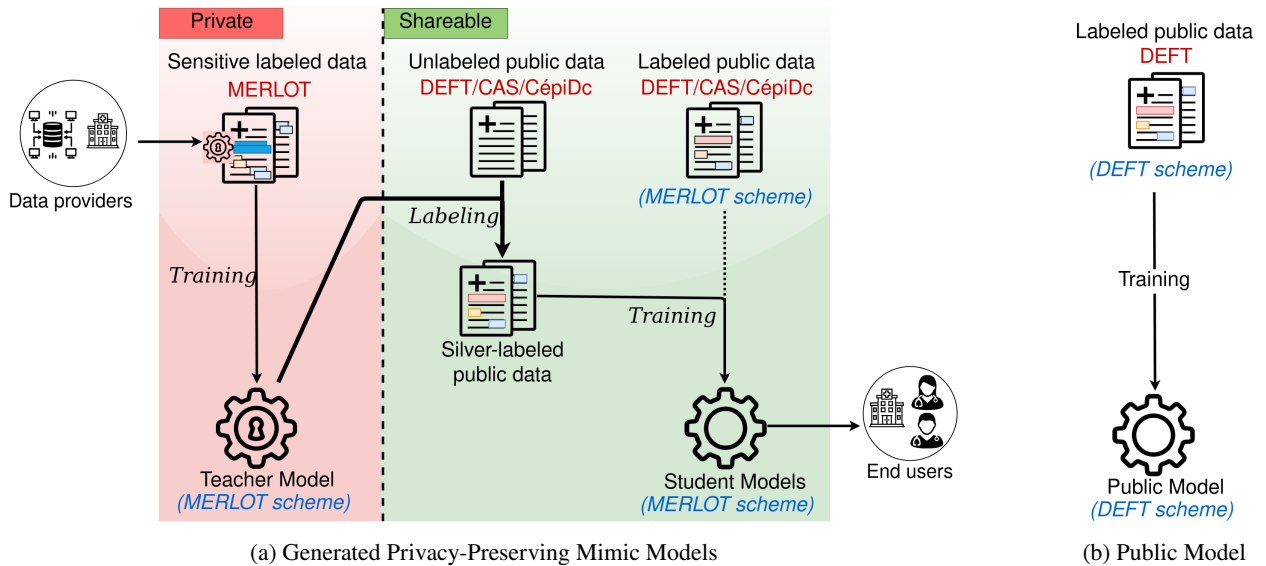 Private
Shareable
Sensitive labeled data
MERLOT
Unlabeled public data
DEFT/CAS/CépiDc
Labeled public data
DEFT/CAS/CépiDc
Labeled public data
DEFT
Data providers
(MERLOT scheme)
(DEFT scheme)
Labeling
Training
Training
Training
Silver-labeled
public data
Teacher Model
(MERLOT scheme)
Student Models
(MERLOT scheme)
End users
Public Model
(DEFT scheme)
(a) Generated Privacy-Preserving Mimic Models
(b) Public Model